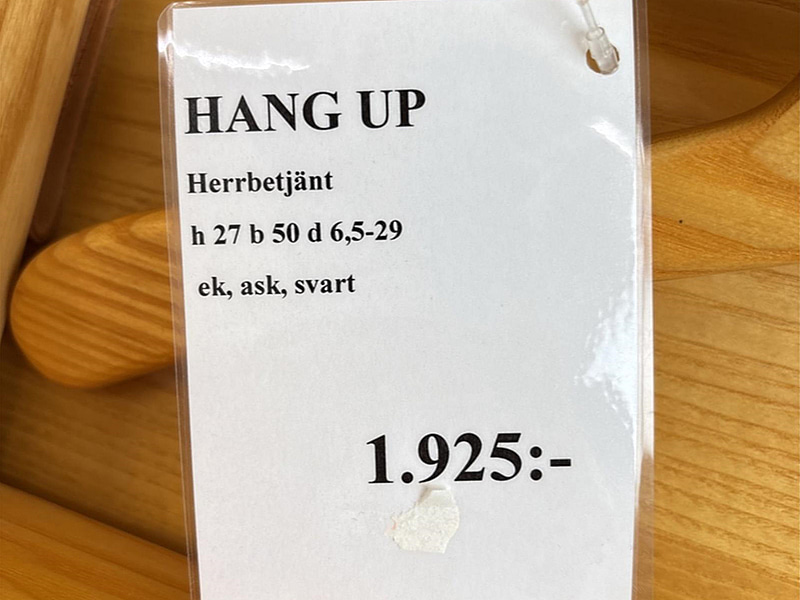 HANG UP
Herrbetjänt
h 27 b 50 d 6,5-29
ek, ask, svart
1.925:-